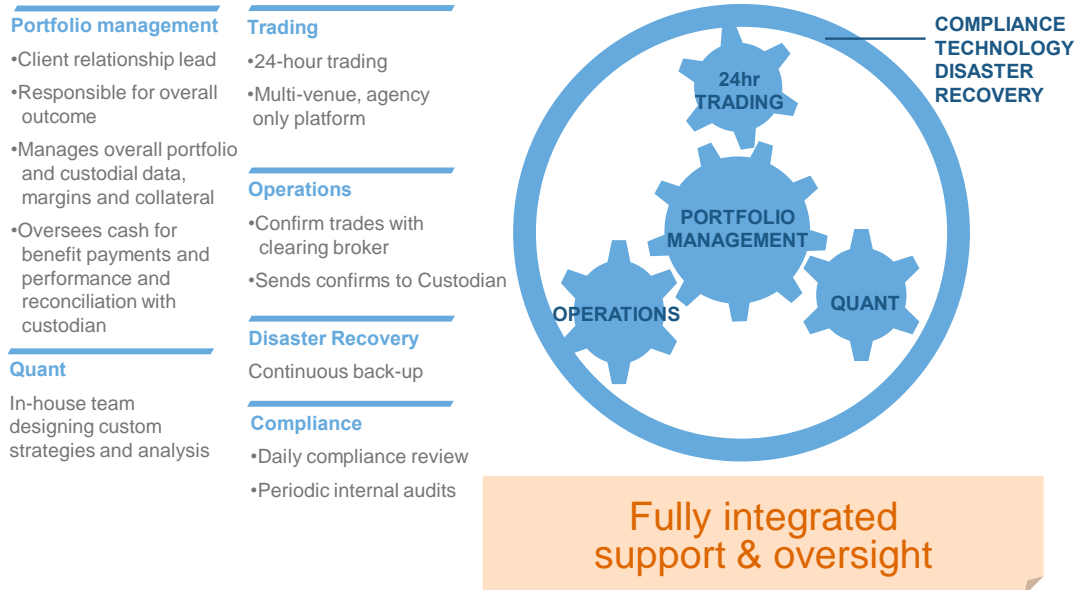 Portfolio management
•Client relationship lead
•Responsible for overall
outcome
•Manages overall portfolio
and custodial data,
margins and collateral
•Oversees cash for
benefit payments and
performance and
reconciliation with
custodian
Quant
In-house team
designing custom
strategies and analysis
Trading
•24-hour trading
•Multi-venue, agency
only platform
Operations
•Confirm trades with
clearing broker
•Sends confirms to Custodian
Disaster Recovery
Continuous back-up
Compliance
•Daily compliance review
•Periodic internal audits
24hr
TRADING
PORTFOLIO
MANAGEMENT
OPERATIONS
QUANT
COMPLIANCE
TECHNOLOGY
DISASTER
RECOVERY
Fully integrated
support & oversight